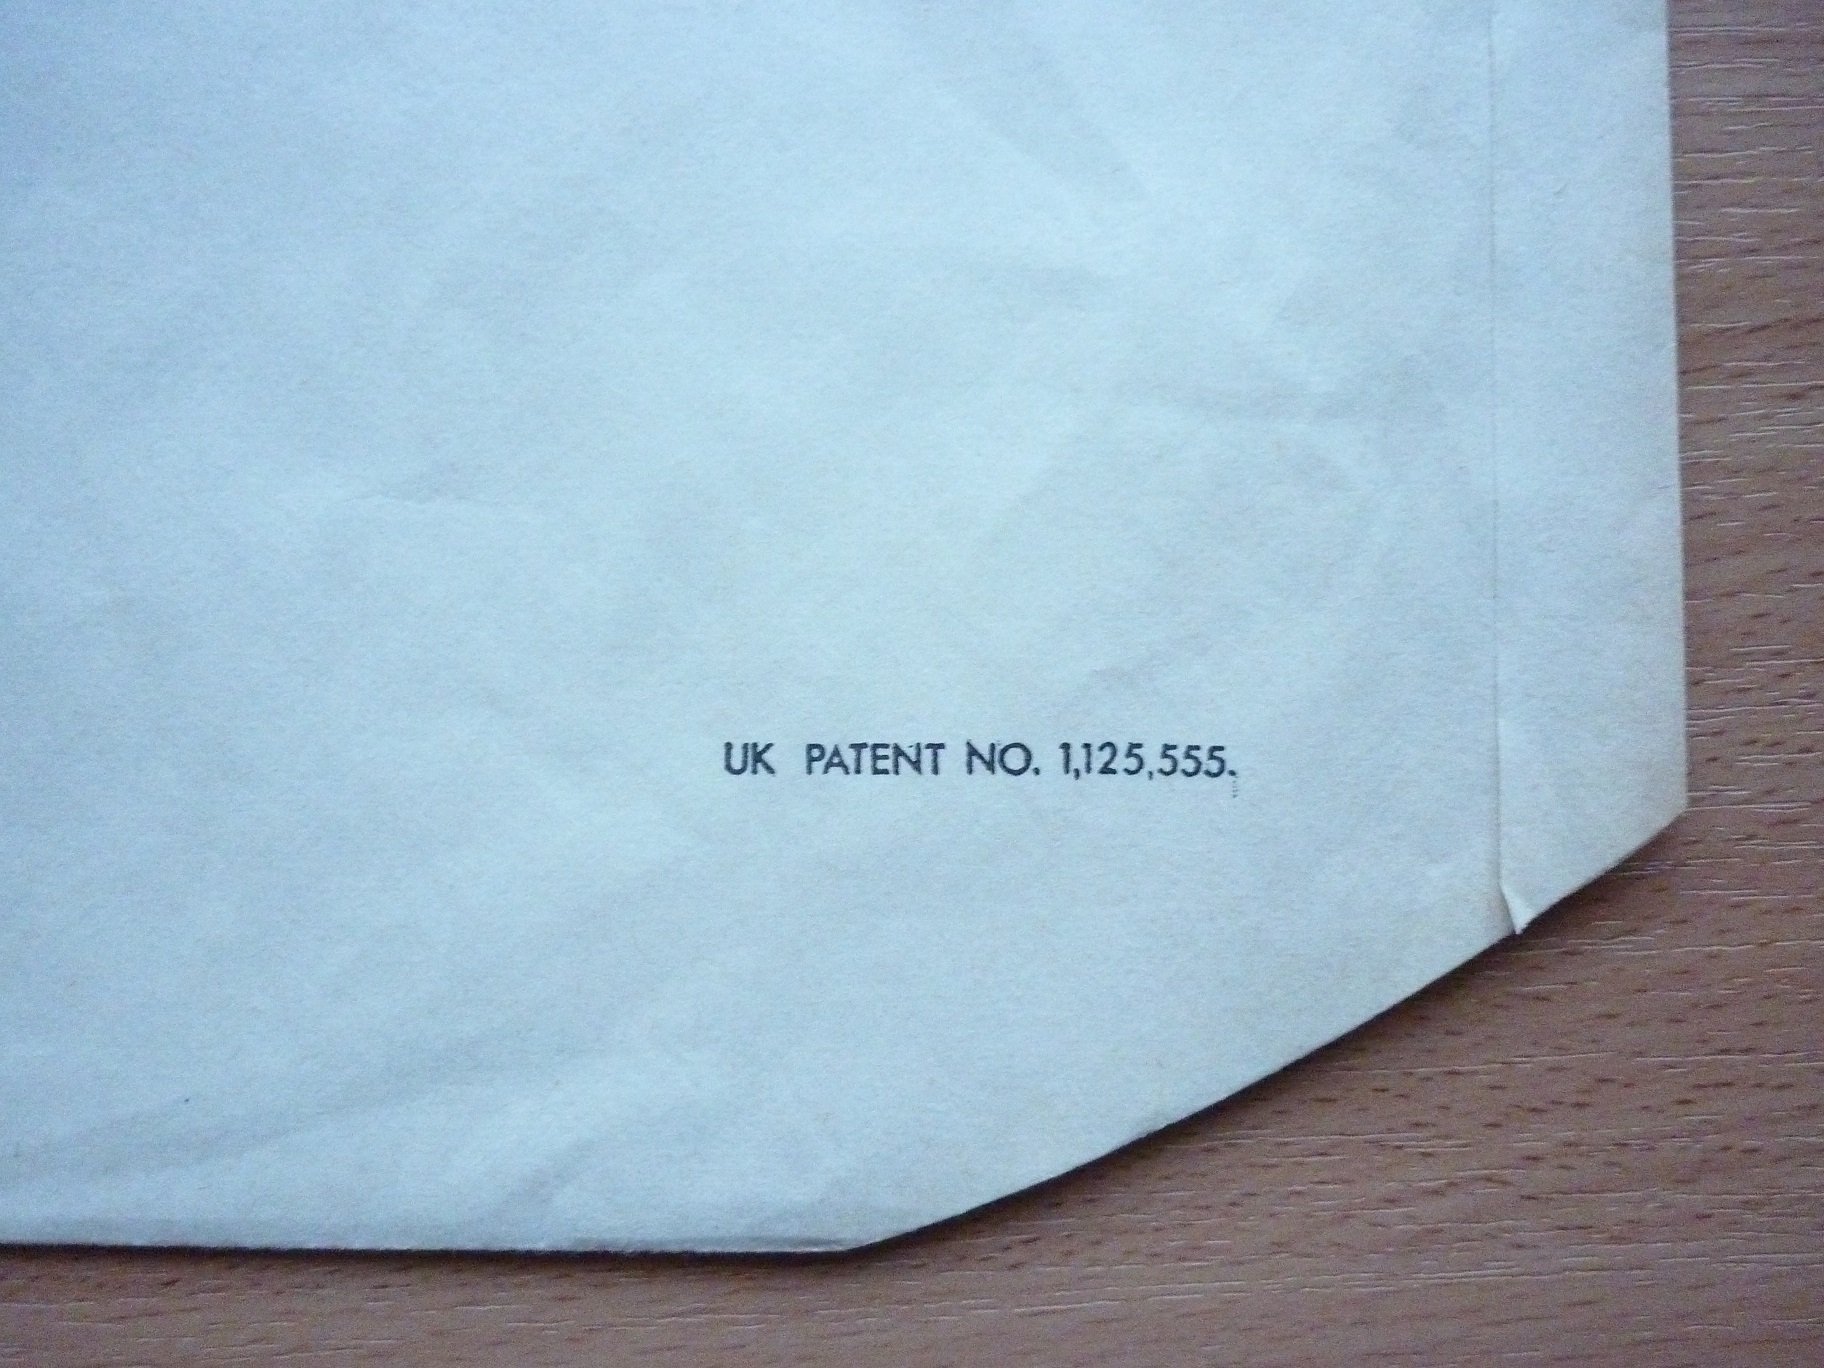 UK PATENT NO. 1,125,555.